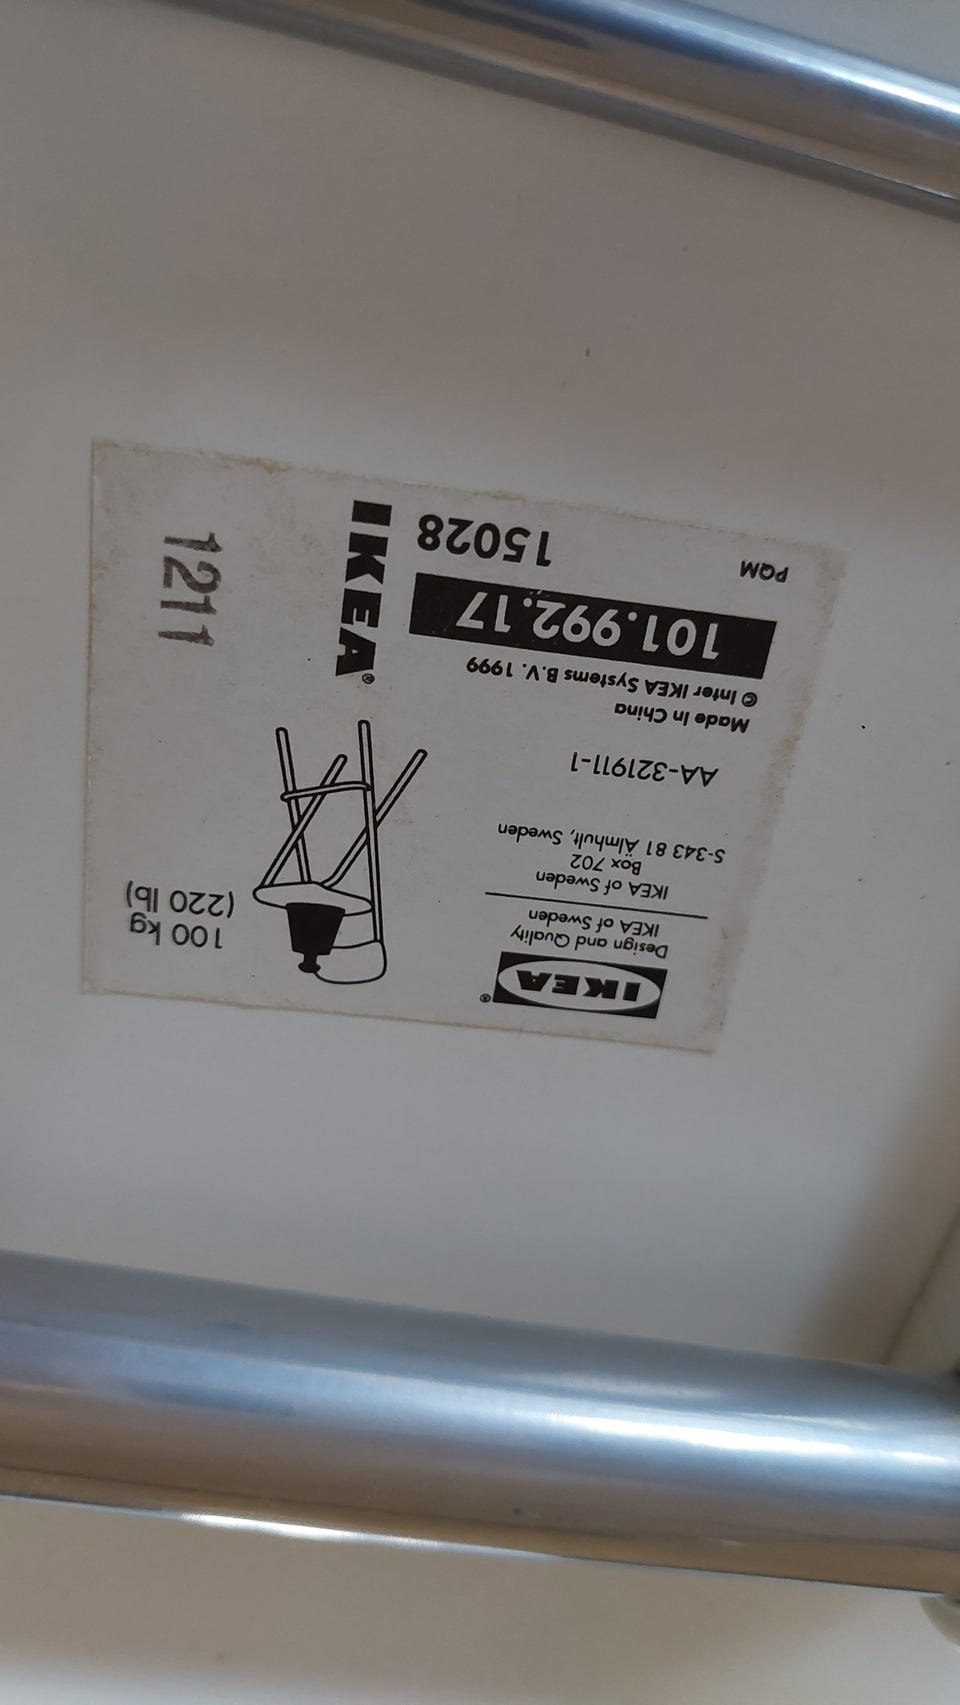 IKEA®
Design and Quality
IKEA of Sweden
IKEA of Sweden
Box 702
S-343 81 Älmhult, Sweden
AA-321911-1
Made In China
© Inter IKEA Systems B.V. 1999
101.992.17
PQM
15028
100 kg
(220 lb)
IKEA®
1211